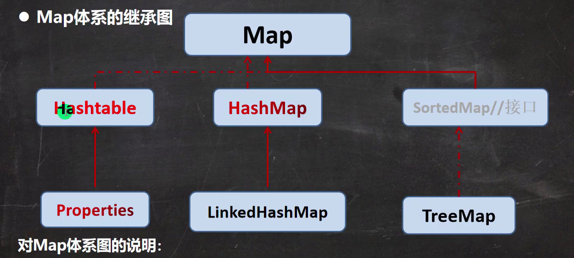 ● Map体系的继承图
Map
Hashtable
HashMap
SortedMap//接口
Properties
LinkedHashMap
TreeMap
对Map体系图的说明: